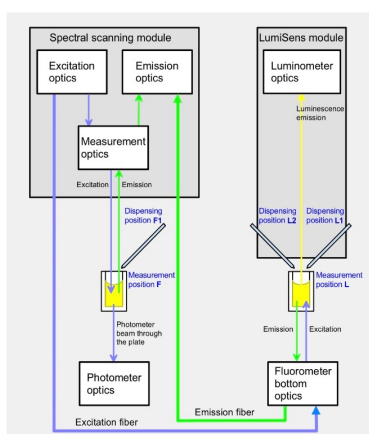 Spectral scanning module
LumiSens module
Excitation
optics
Emission
optics
Luminometer
optics
Luminescence
emission
Measurement
optics
Excitation
Emission
Dispensing
position F1
Dispensing
position L2
Dispensing
position L1
Measurement
position F
Measurement
position L
Photometer
beam through
the plate
Emission
Excitation
Photometer
optics
Fluorometer
bottom
optics
Emission fiber
Excitation fiber